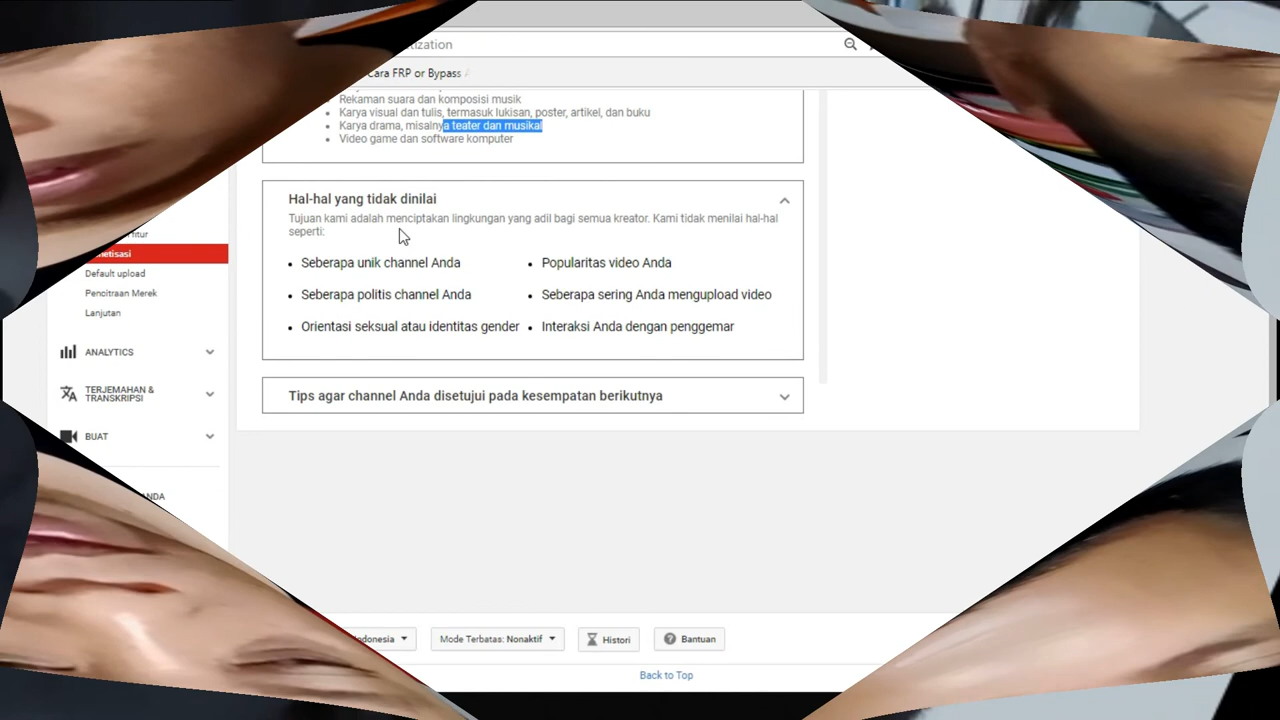 ization
Cara FRP or Bypass
Rekaman suara dan komposisi musik
Karya visual dan tulis, termasuk lukisan, poster, artikel, dan buku
Karya drama, misalnya teater dan musikal
Video game dan software komputer
Hal-hal yang tidak dinilai
Tujuan kami adalah menciptakan lingkungan yang adil bagi semua kreator. Kami tidak menilai hal-hal
seperti:
Seberapa unik channel Anda
Popularitas video Anda
Seberapa politis channel Anda
Seberapa sering Anda mengupload video
Orientasi seksual atau identitas gender
Interaksi Anda dengan penggemar
Tips agar channel Anda disetujui pada kesempatan berikutnya
itur
netisasi
Default upload
Pencitraan Merek
Lanjutan
ANALYTICS
TERJEMAHAN &
TRANSKRIPSI
BUAT
ANDA
donesia
Mode Terbatas: Nonaktif
Histori
Bantuan
Back to Top